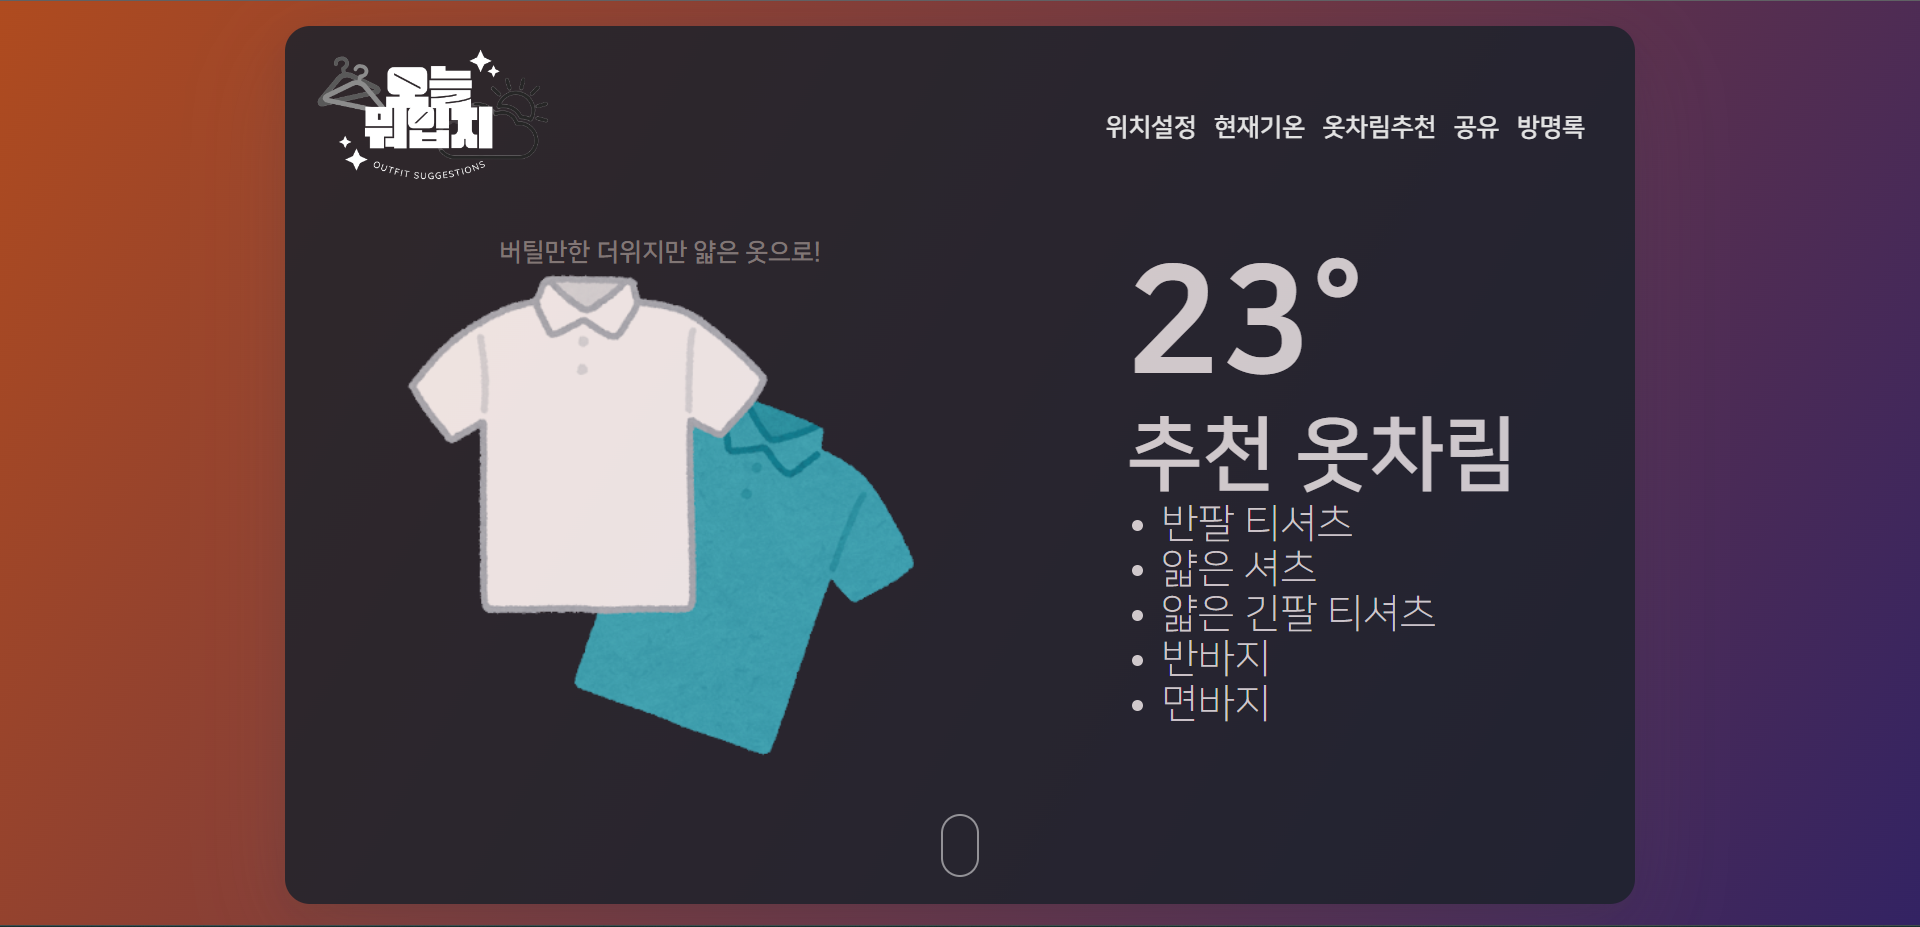 오늘
뭐입지
OUTFIT SUGGESTIONS
위치설정 현재기온 옷차림추천 공유 방명록
버틸만한 더위지만 얇은 옷으로!
23°
추천 옷차림
• 반팔 티셔츠
• 얇은 셔츠
• 얇은 긴팔 티셔츠
• 반바지
• 면바지